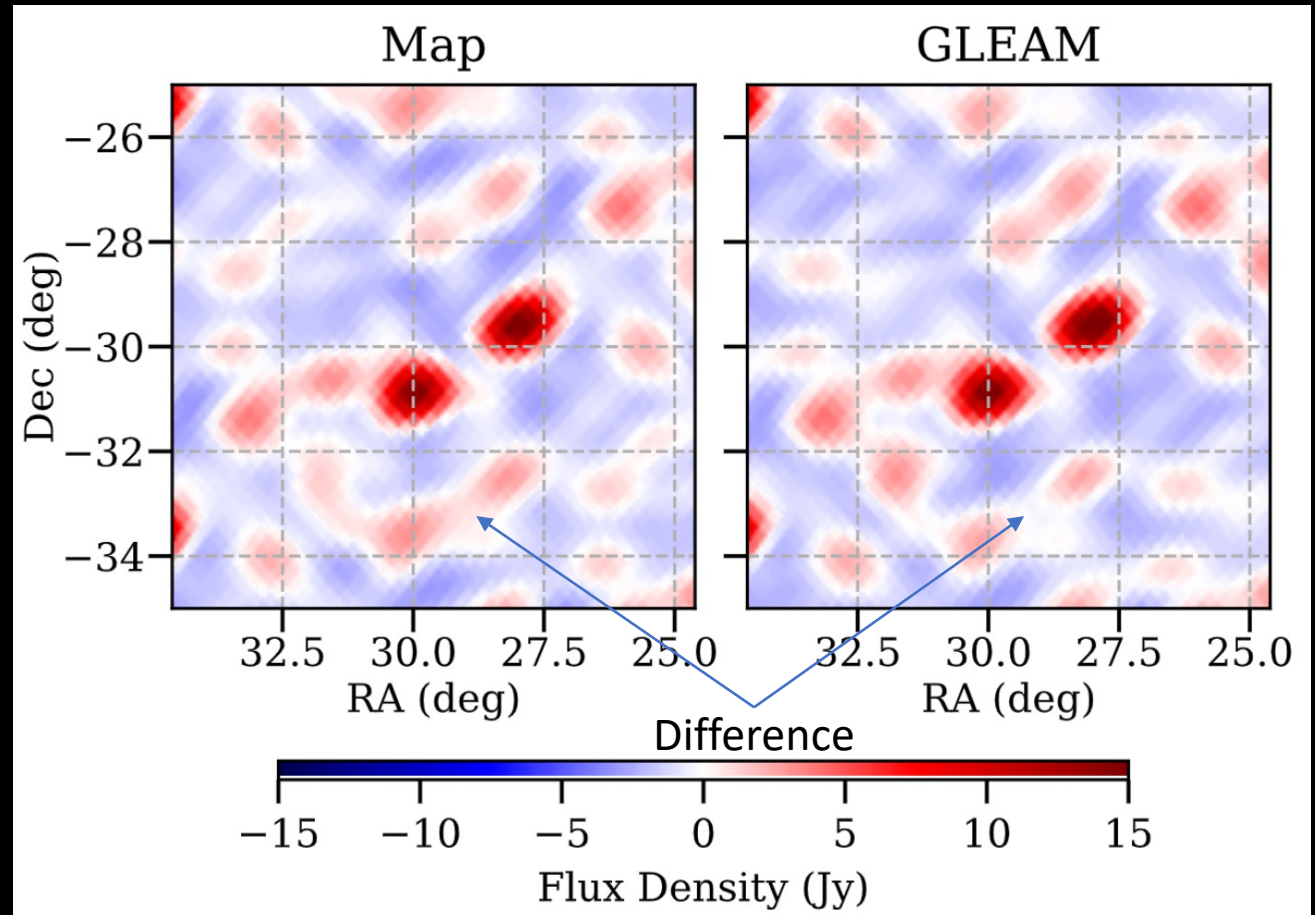 Map
GLEAM
Dec (deg)
−26
−28
−30
−32
−34
32.5 30.0 27.5 25.0
32.5 30.0 27.5 25.0
RA (deg)
RA (deg)
Difference
−15 −10 −5 0 5 10 15
Flux Density (Jy)